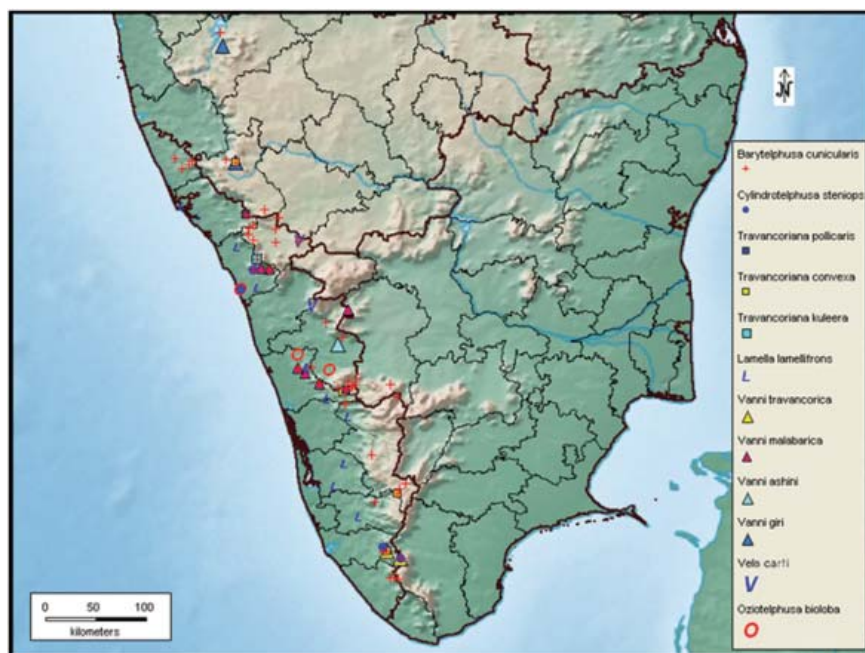 N
Barytelphusa cunicularis
Cylindrotelphusa steniops
Travancoriana pollicaris
Travancoriana convexa
Travancoriana kuleera
Lamella lamellifrons
L
Vanni travancorica
Vanni malabarica
Vanni ashini
Vanni giri
Vela carli
V
Oziotelphusa bioloba
0 50 100
kilometers